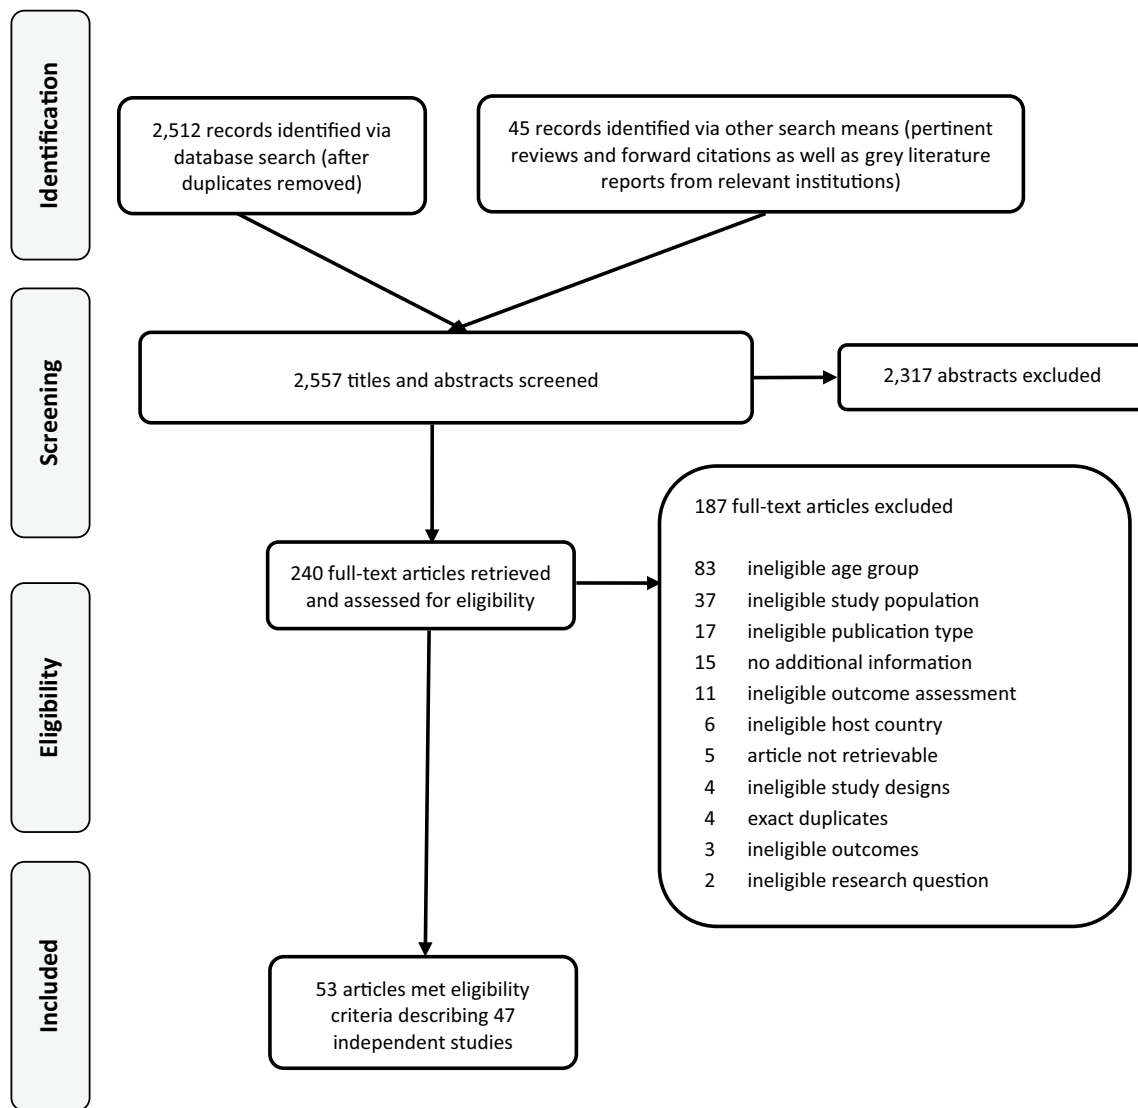 Identification
2,512 records identified via
database search (after
duplicates removed)
45 records identified via other search means (pertinent
reviews and forward citations as well as grey literature
reports from relevant institutions)
Screening
2,557 titles and abstracts screened
2,317 abstracts excluded
Eligibility
240 full-text articles retrieved
and assessed for eligibility
187 full-text articles excluded
83 ineligible age group
37 ineligible study population
17 ineligible publication type
15 no additional information
11 ineligible outcome assessment
6 ineligible host country
5 article not retrievable
4 ineligible study designs
4 exact duplicates
3 ineligible outcomes
2 ineligible research question
Included
53 articles met eligibility
criteria describing 47
independent studies